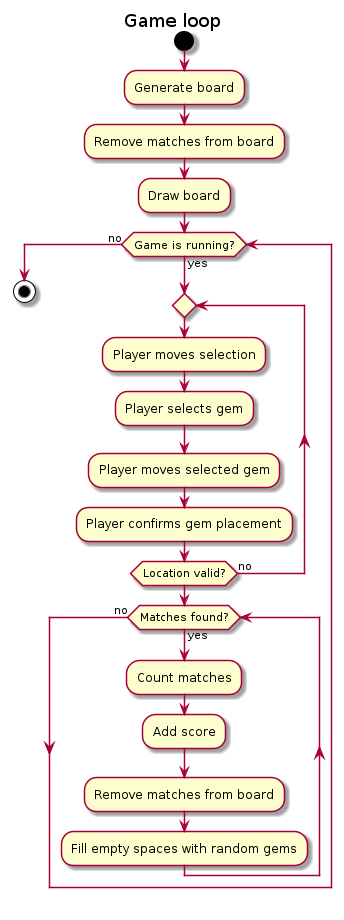 Game loop
Generate board
Remove matches from board
Draw board
no
Game is running?
yes
Player moves selection
Player selects gem
Player moves selected gem
Player confirms gem placement
Location valid?
no
no
Matches found?
yes
Count matches
Add score
Remove matches from board
Fill empty spaces with random gems